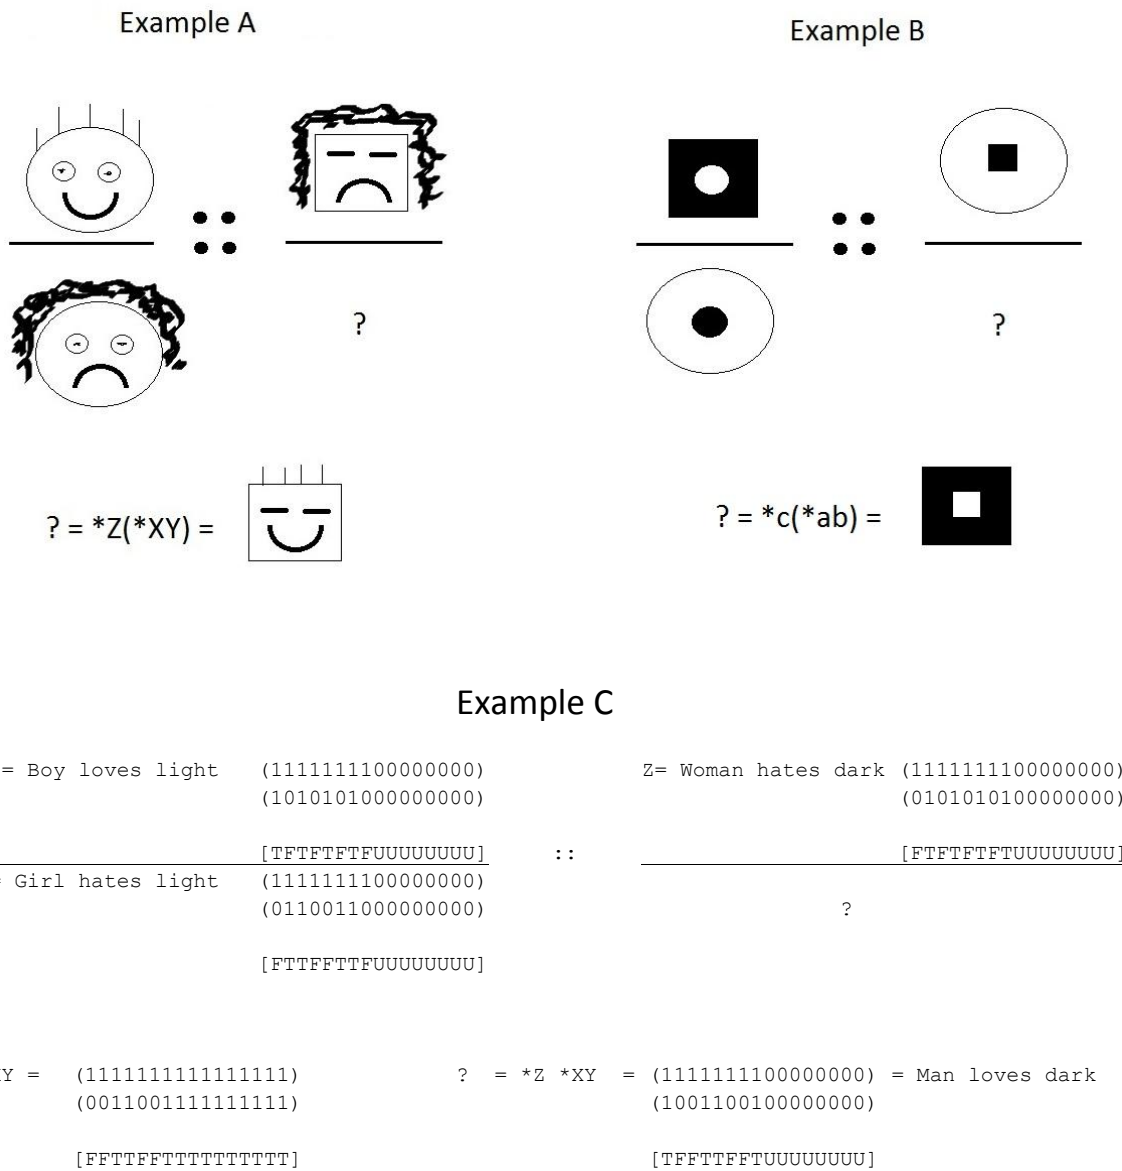 Example A
Example B
?
?
? = *Z(*XY) =
? = *c(*ab) =
Example C
= Boy loves light (1111111100000000)
(1010101000000000)
[TFTFTFTFUUUUUUUU]
::
Z= Woman hates dark (1111111100000000)
(0101010100000000)
[FTFTFTFTUUUUUUUU]
= Girl hates light (1111111100000000)
(0110011000000000)
[FTTFFTTFUUUUUUUU]
?
Y = (1111111111111111)
(0011001111111111)
[FFTTFFTTTTTTTTTT]
? = *Z *XY = (1111111100000000) = Man loves dark
(1001100100000000)
[TFFTTFFTUUUUUUUU]